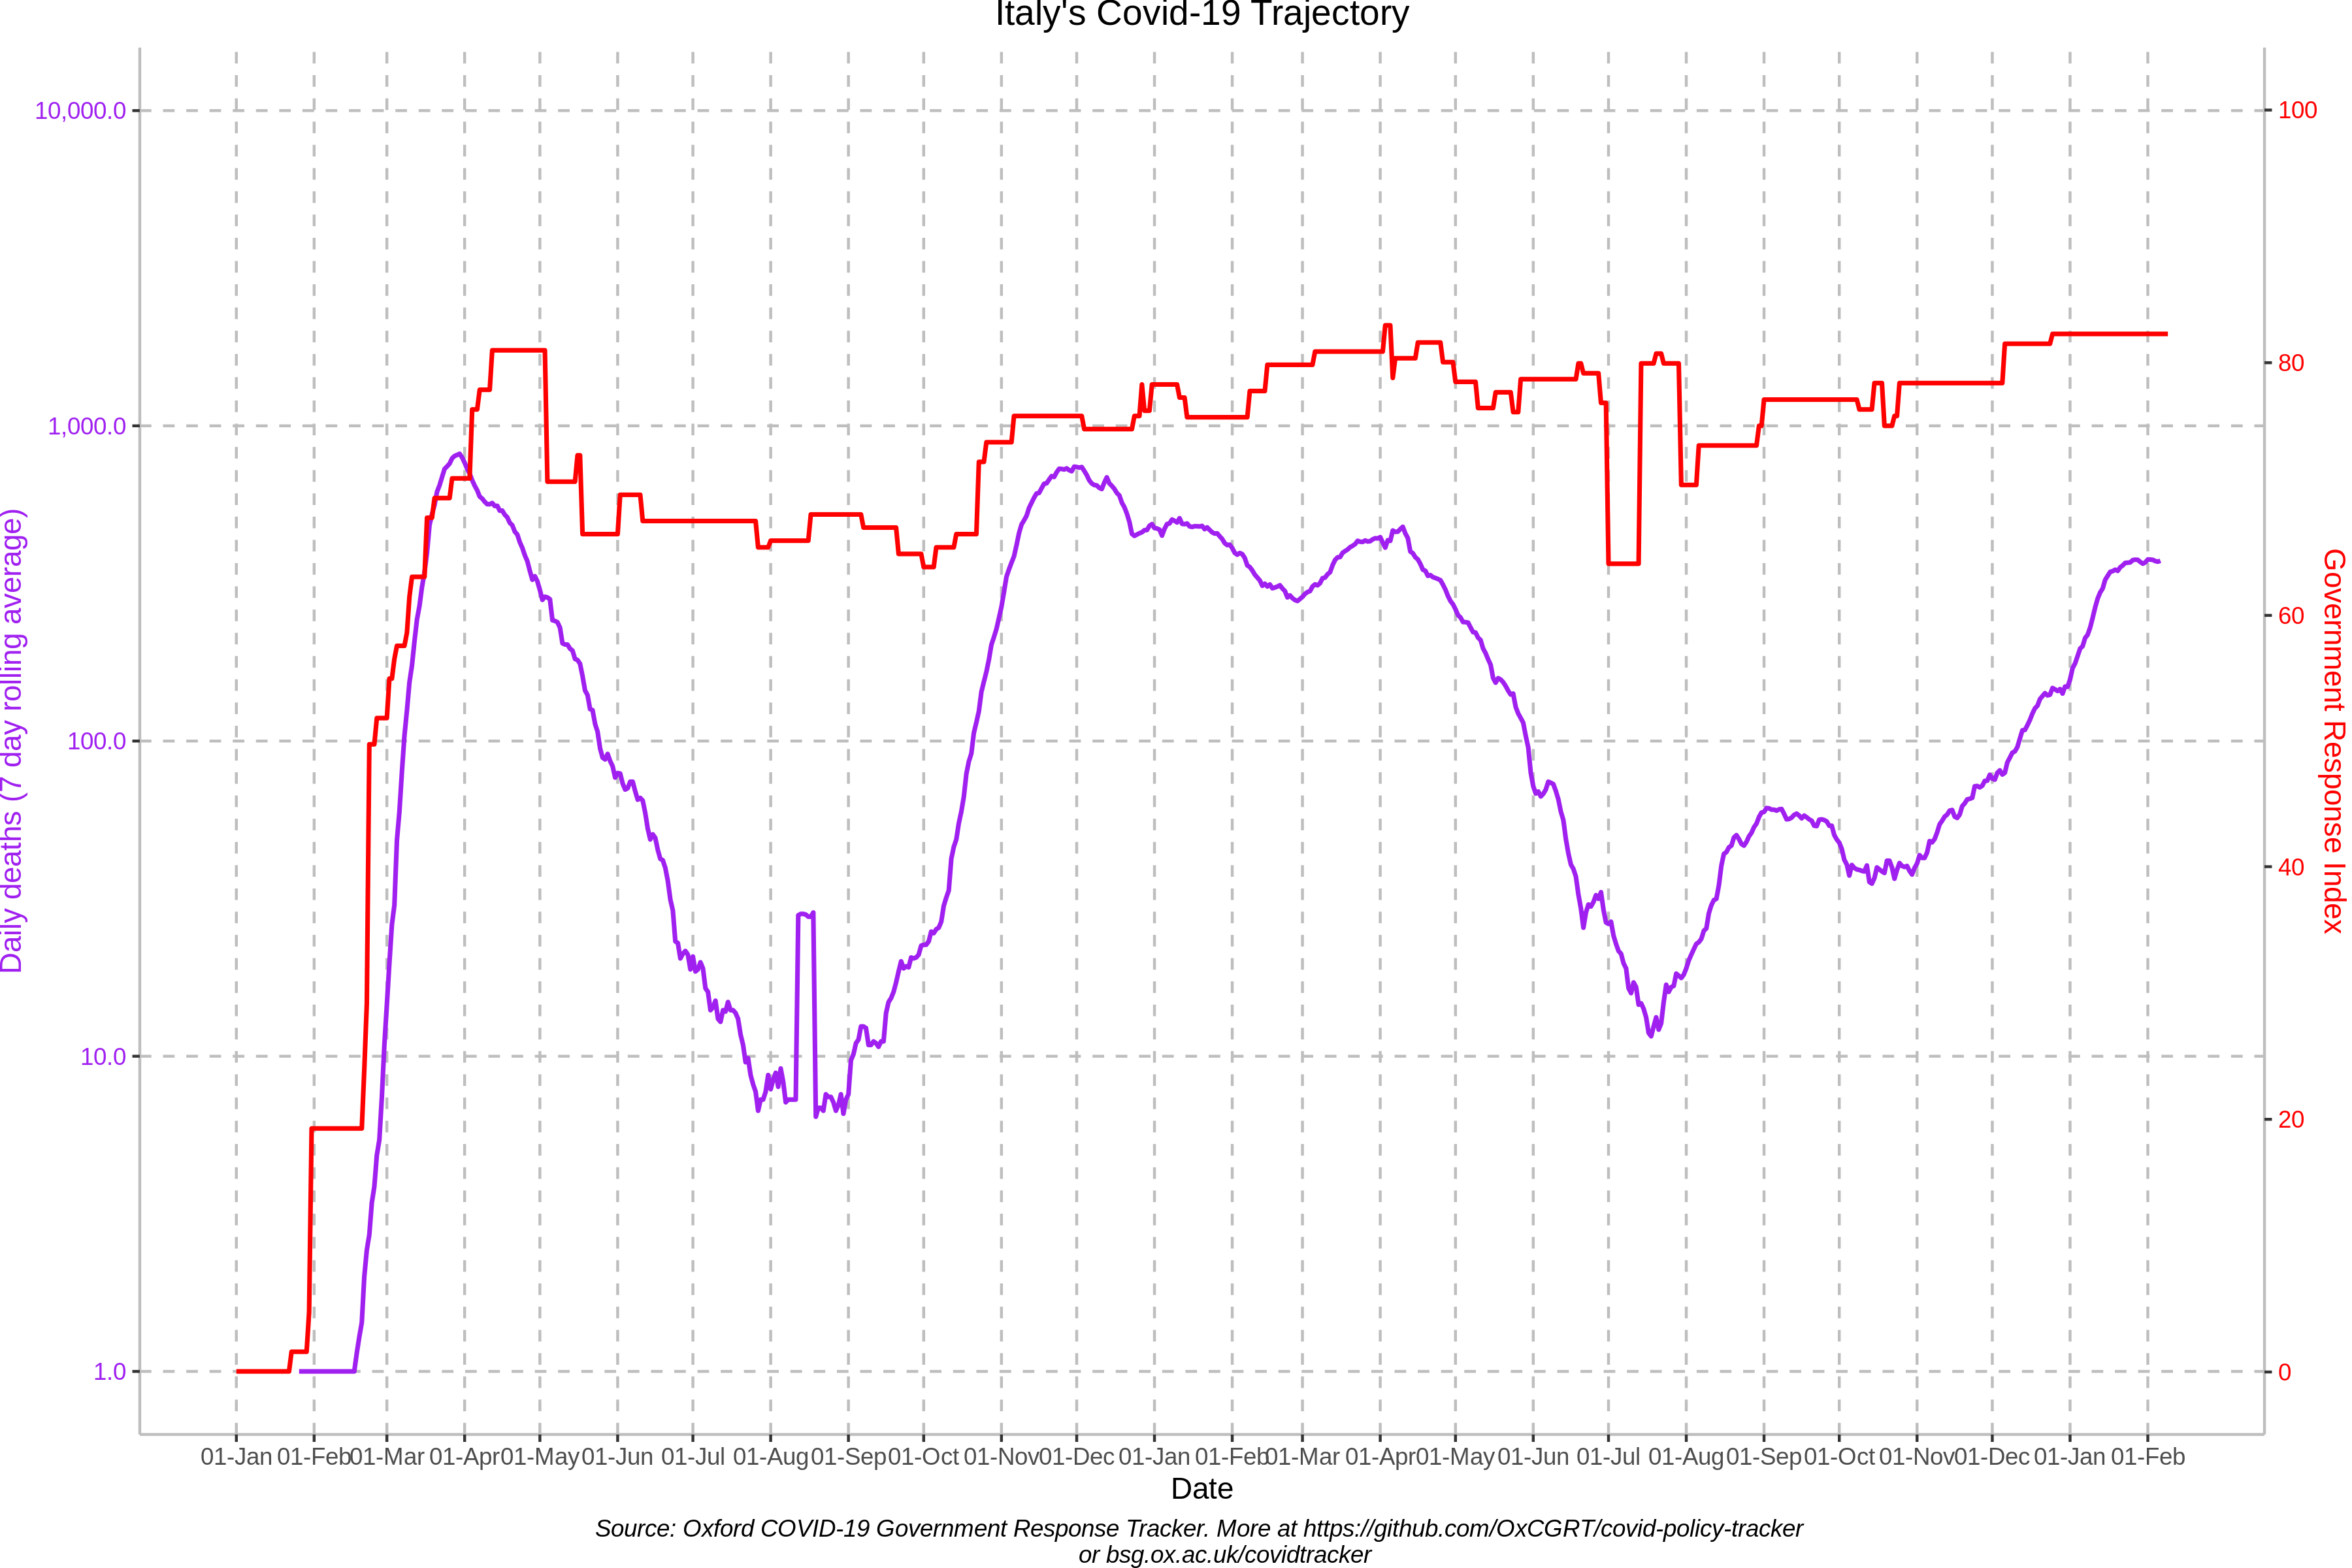 Italy's Covid-19 Trajectory
10,000.0
1,000.0
100.0
10.0
1.0
Daily deaths (7 day rolling average)
100
80
60
40
20
0
Government Response Index
01-Jan 01-Feb 01-Mar 01-Apr 01-May 01-Jun 01-Jul 01-Aug 01-Sep 01-Oct 01-Nov 01-Dec 01-Jan 01-Feb 01-Mar 01-Apr 01-May 01-Jun 01-Jul 01-Aug 01-Sep 01-Oct 01-Nov 01-Dec 01-Jan 01-Feb
Date
Source: Oxford COVID-19 Government Response Tracker. More at https://github.com/OxCGRT/covid-policy-tracker
or bsg.ox.ac.uk/covidtracker